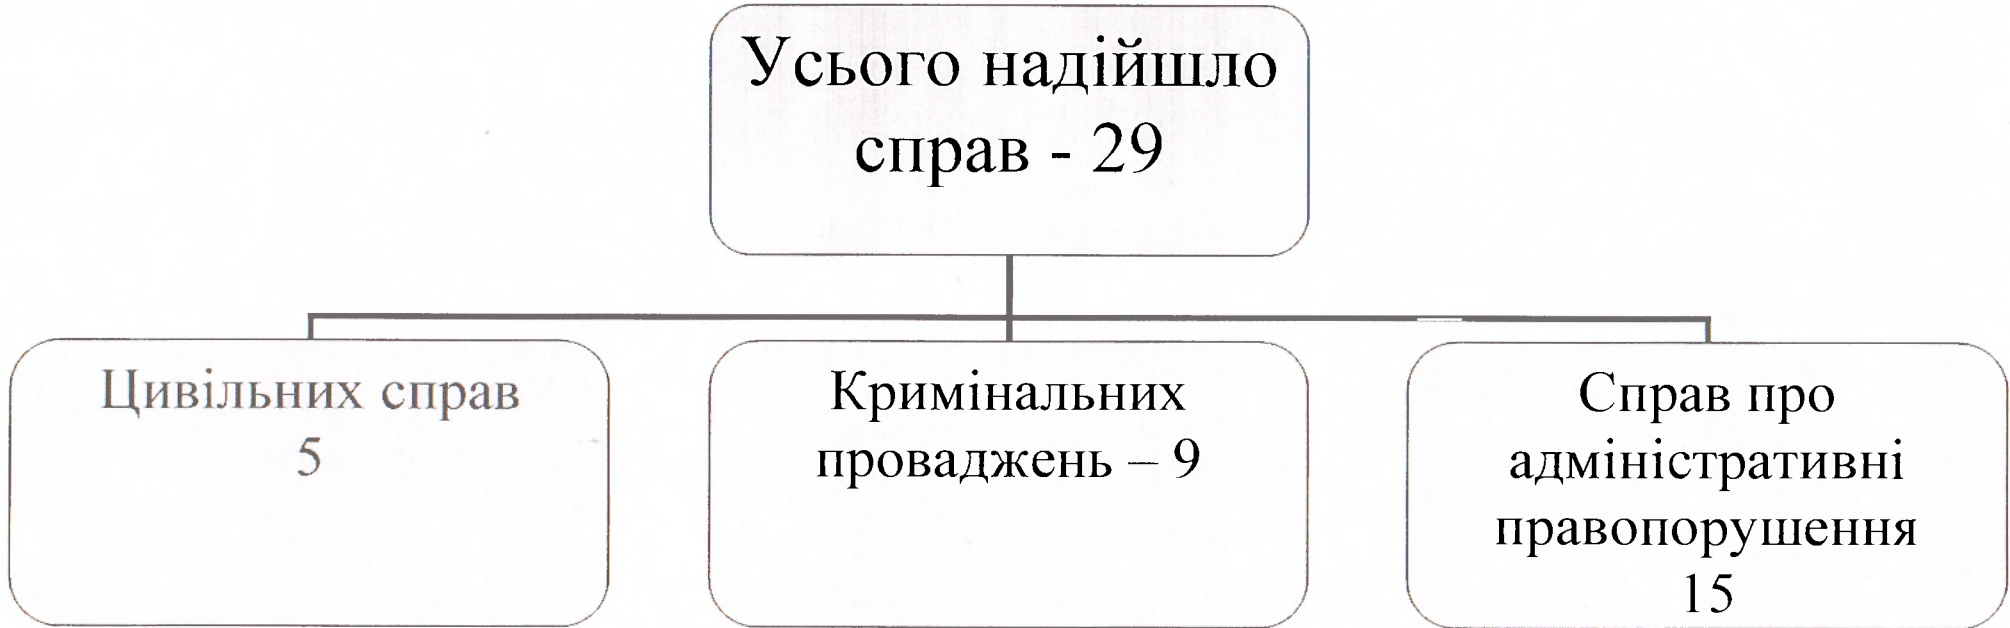 Усього надійшло
справ - 29
Цивільних справ
5
Кримінальних
проваджень – 9
Справ про
адміністративні
правопорушення
15